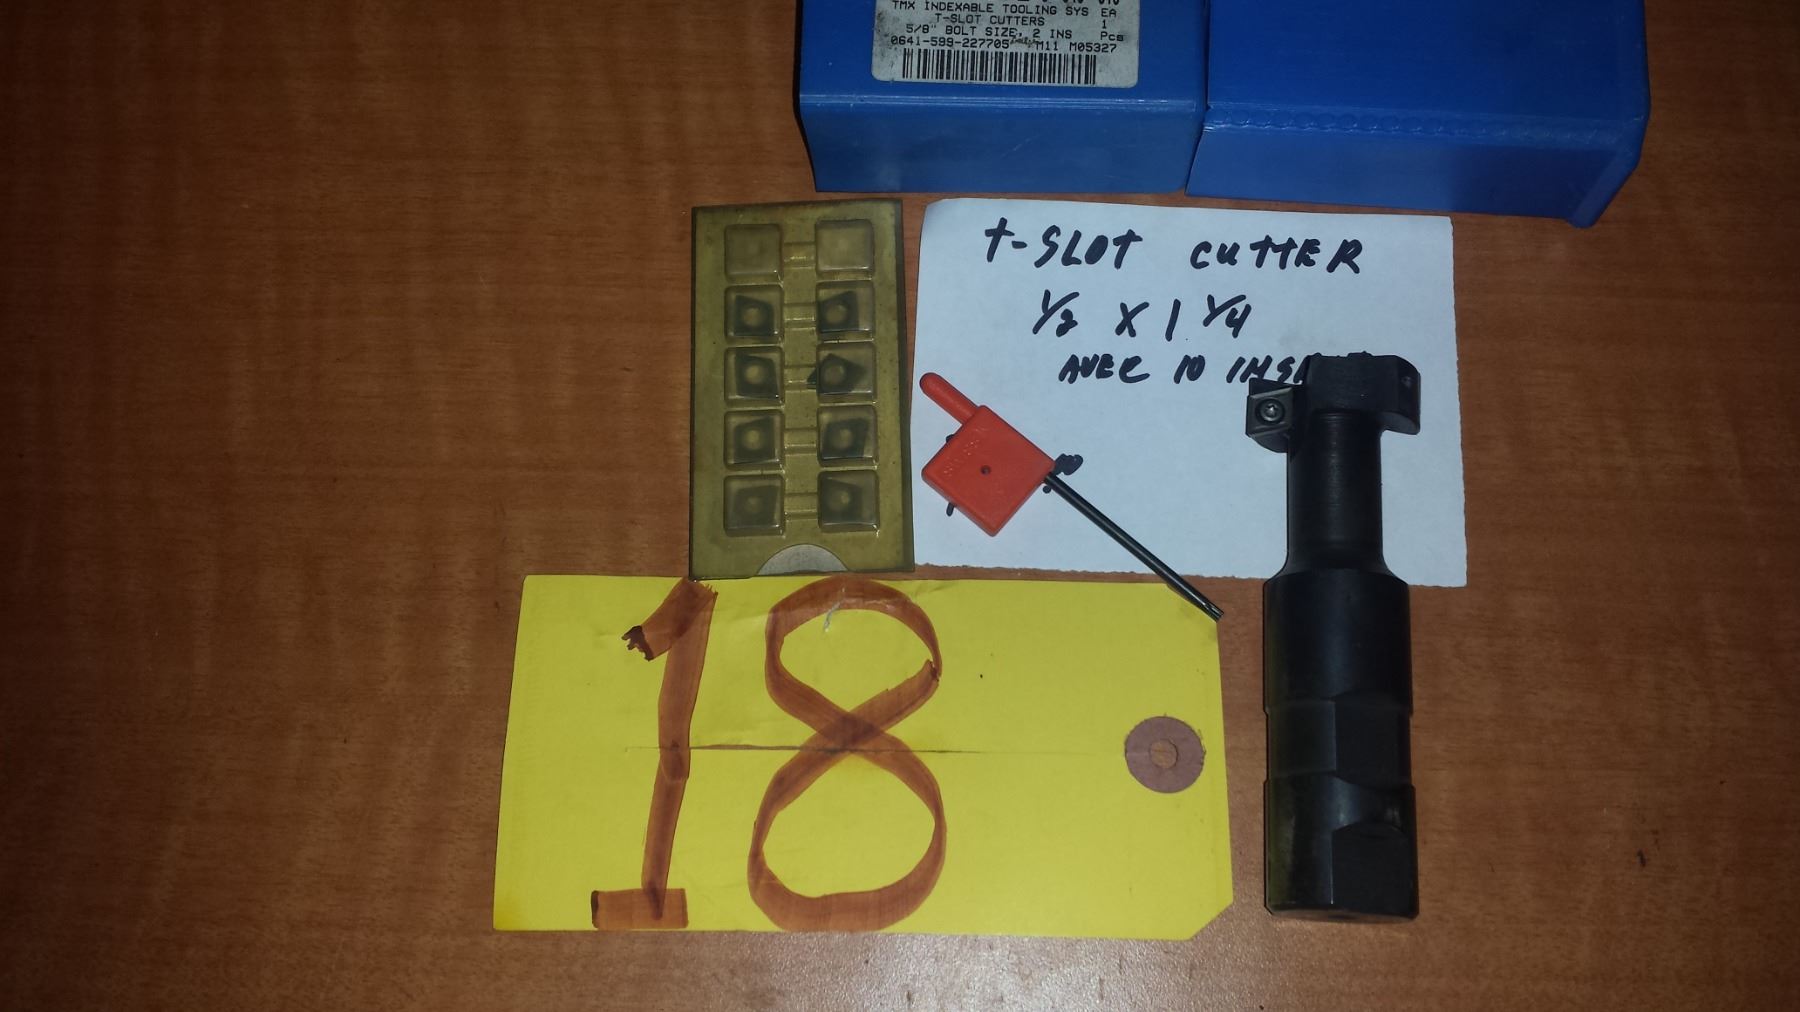 TMX INDEXABLE TOOLING SYS EA
T-SLOT CUTTERS 1
5/8" BOLT SIZE, 2 INS Pcs
0641-599-227705 M11 M05327
T-SLOT CUTTER
1/2 X 1 1/4
AVEC 10
18